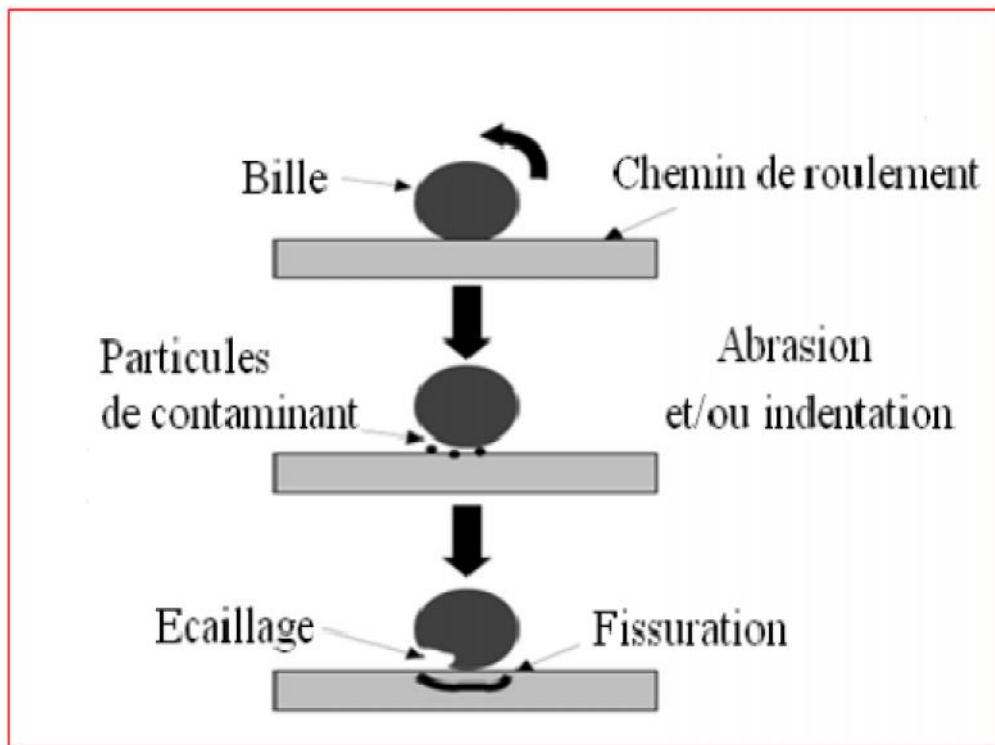 Bille
Chemin de roulement
Particules
de contaminant
Abrasion
et/ou indentation
Ecaillage
Fissuration